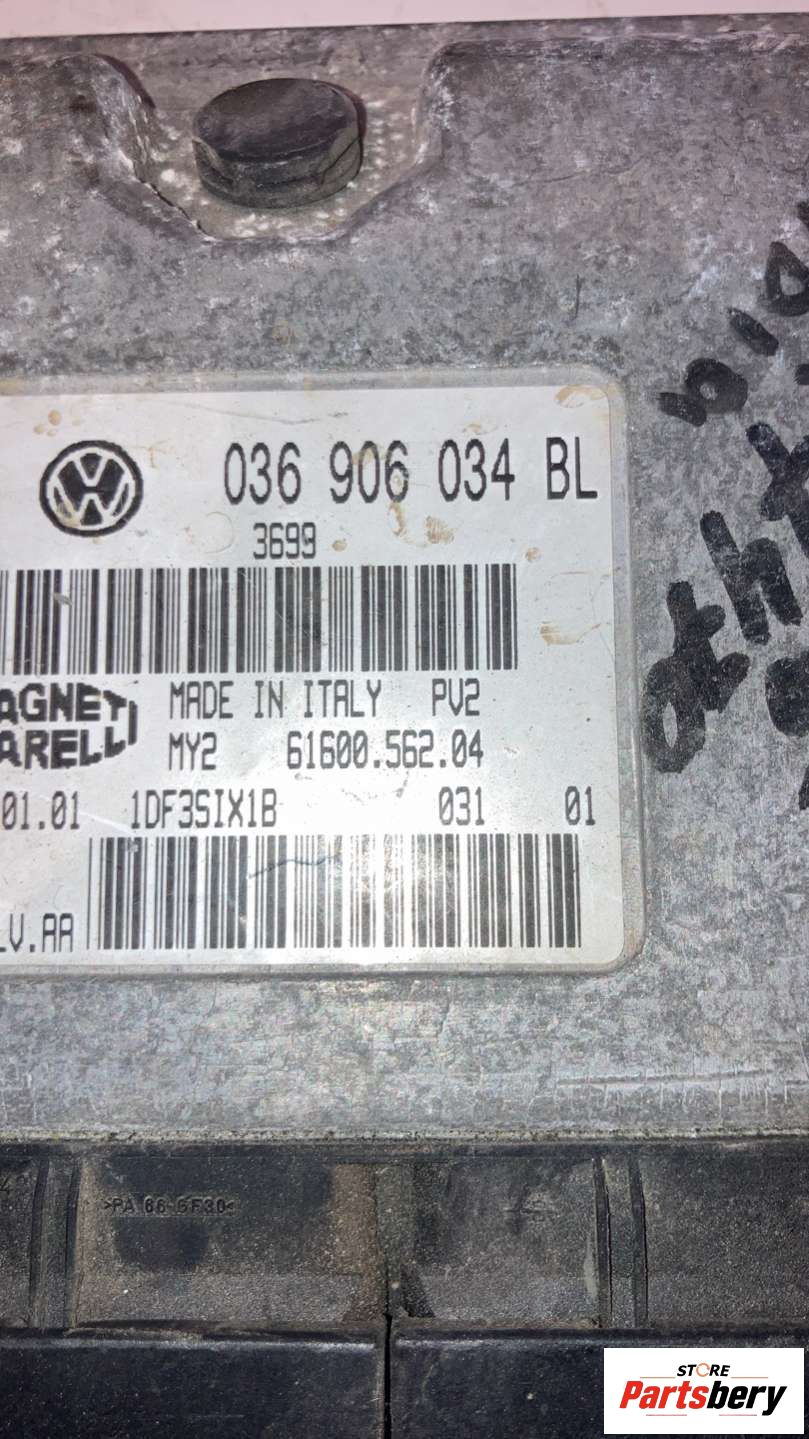 036 906 034 BL
3699
AGNETI
ARELLI
MADE IN ITALY PV2
MY2 61600.562.04
01.01 1DF3SIX1B 031 01
LV.AA
>PA 66 GF30<
STORE
Partsbery